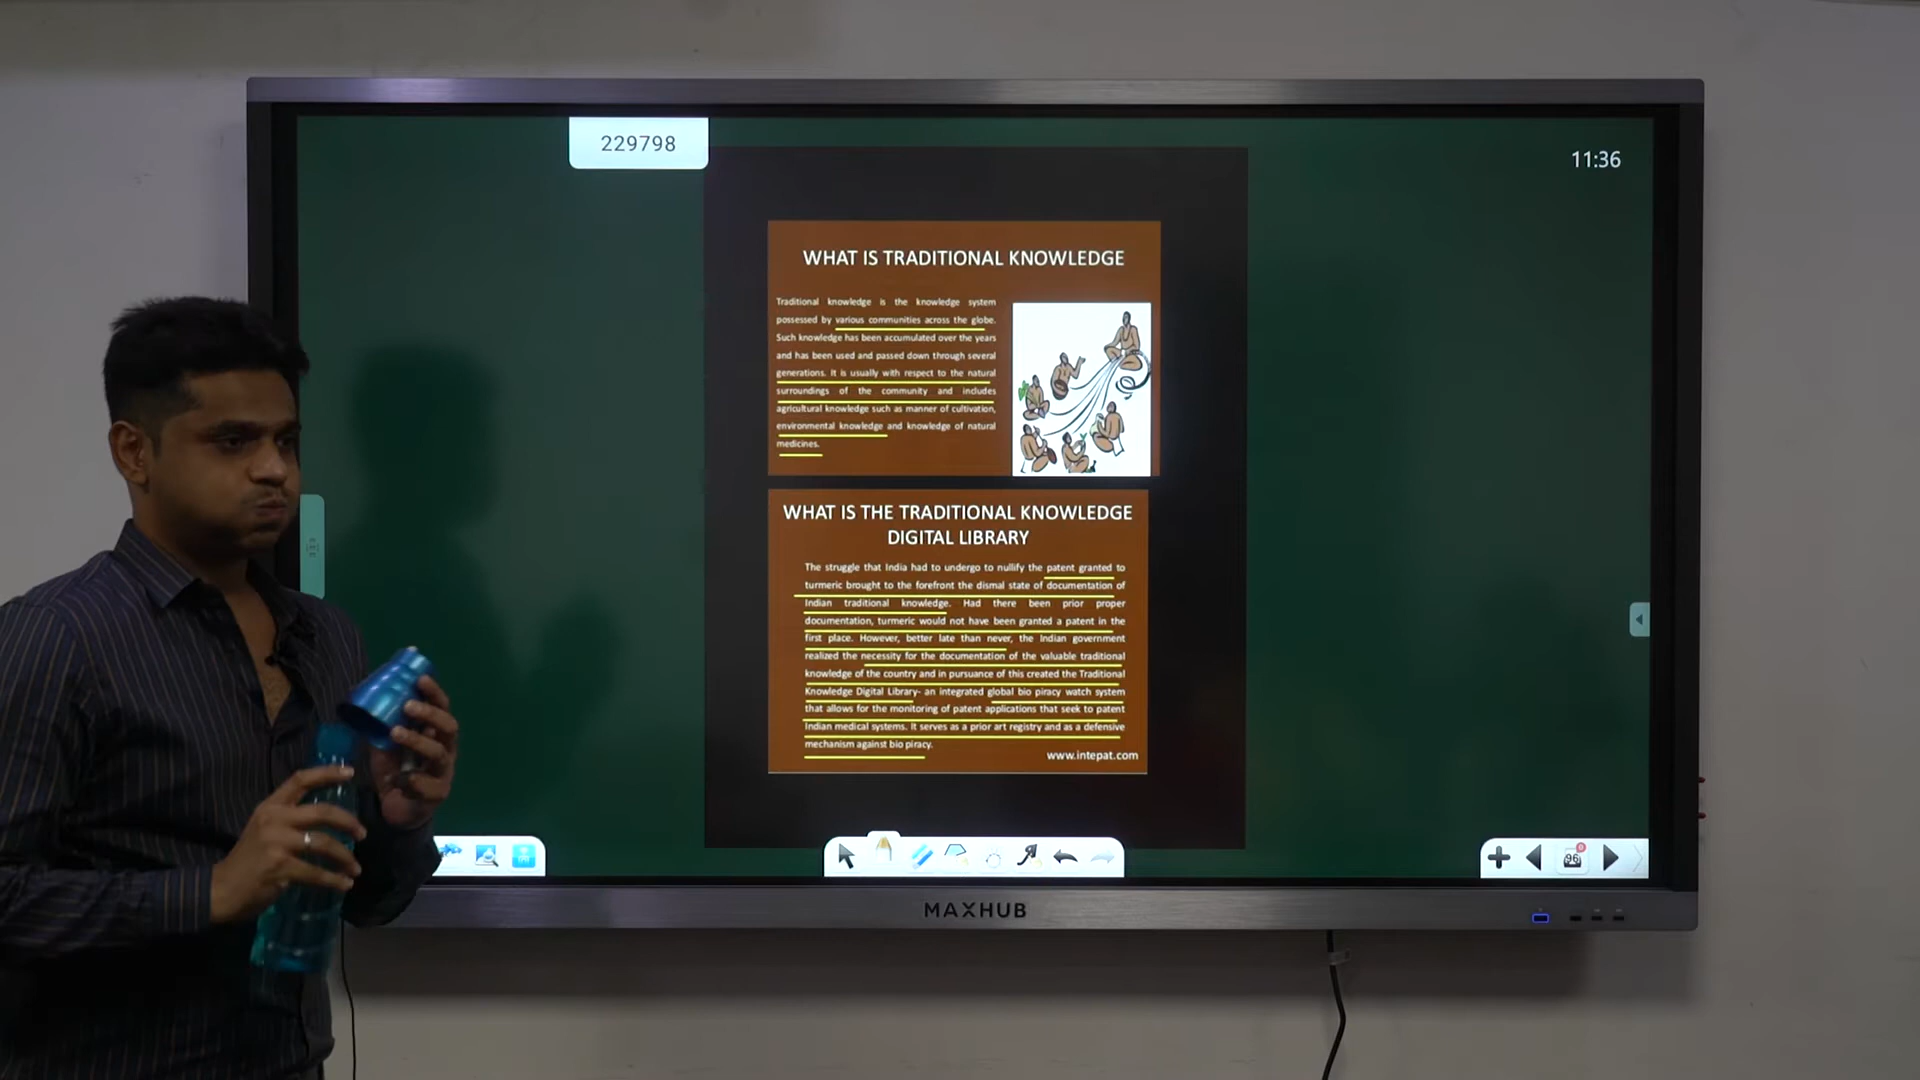 229798
11:36
WHAT IS TRADITIONAL KNOWLEDGE
Traditional knowledge is the knowledge system
possessed by various communities across the globe.
Such knowledge has been accumulated over the years
and has been used and passed down through several
generations. It is usually with respect to the natural
surroundings of the community and includes
agricultural knowledge such as manner of cultivation,
environmental knowledge and knowledge of natural
medicines.
WHAT IS THE TRADITIONAL KNOWLEDGE
DIGITAL LIBRARY
The struggle that India had to undergo to nullify the patent granted to
turmeric brought to the forefront the dismal state of documentation of
Indian traditional knowledge. Had there been prior proper
documentation, turmeric would not have been granted a patent in the
first place. However, better late than never, the Indian government
realized the necessity for the documentation of the valuable traditional
knowledge of the country and in pursuance of this created the Traditional
Knowledge Digital Library- an integrated global bio piracy watch system
that allows for the monitoring of patent applications that seek to patent
Indian medical systems. It serves as a prior art registry and as a defensive
mechanism against bio piracy.
www.intepat.com
96
MAXHUB